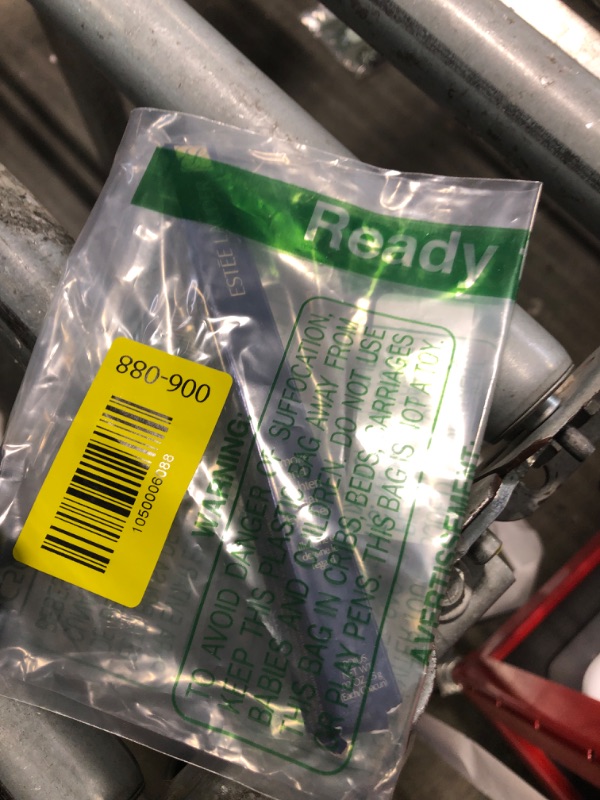 Ready
ESTEE L
880-900
1050006088
WARNING:
TO AVOID DANGER OF SUFFOCATION,
KEEP THIS PLASTIC BAG AWAY FROM
BABIES AND CHILDREN. DO NOT USE
THIS BAG IN CRIBS, BEDS, CARRIAGES
OR PLAY PENS. THIS BAG IS NOT A TOY.
AVERTISSEMENT: